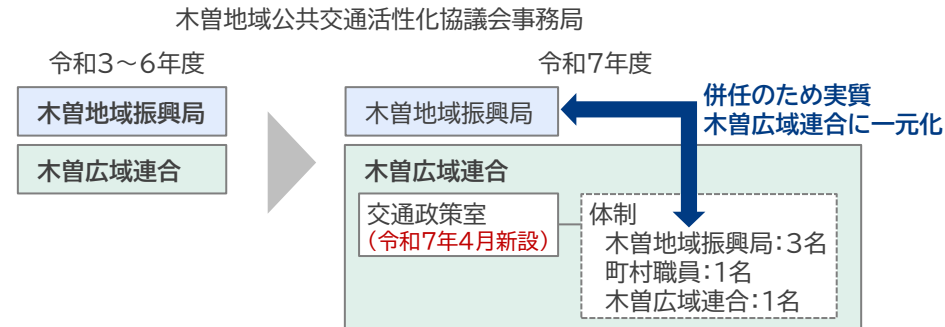 木曽地域公共交通活性化協議会事務局
令和3～6年度
木曽地域振興局
木曽広域連合
令和7年度
木曽地域振興局
併任のため実質
木曽広域連合に一元化
木曽広域連合
交通政策室
(令和7年4月新設)
体制
木曽地域振興局:3名
町村職員:1名
木曽広域連合:1名